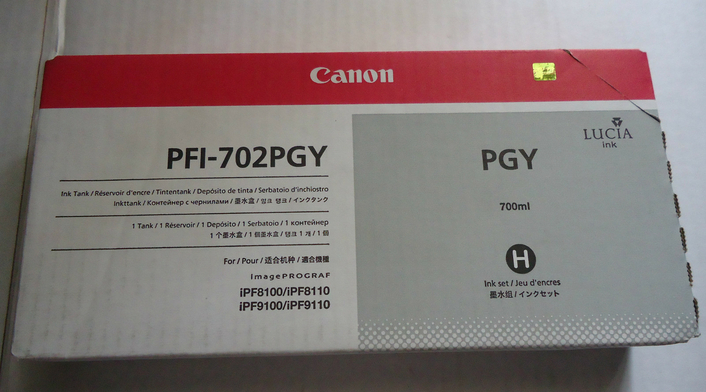 Canon
PFI-702PGY
Ink Tank / Réservoir d'encre / Tintentank / Depósito de tinta / Serbatoio d'inchiostro
Inkttank / Контейнер с чернилами / 墨水盒 / 잉크 탱크 / インクタンク
1 Tank / 1 Réservoir / 1 Depósito / 1 Serbatoio / 1 контейнер
1个墨水盒 / 1個墨水盒 / 탱크 1개 / 1個
For / Pour / 适合机种 / 適合機種
imagePROGRAF
iPF8100/iPF8110
iPF9100/iPF9110
LUCIA
ink
PGY
700ml
H
Ink set / Jeu d'encres
墨水组 / インクセット